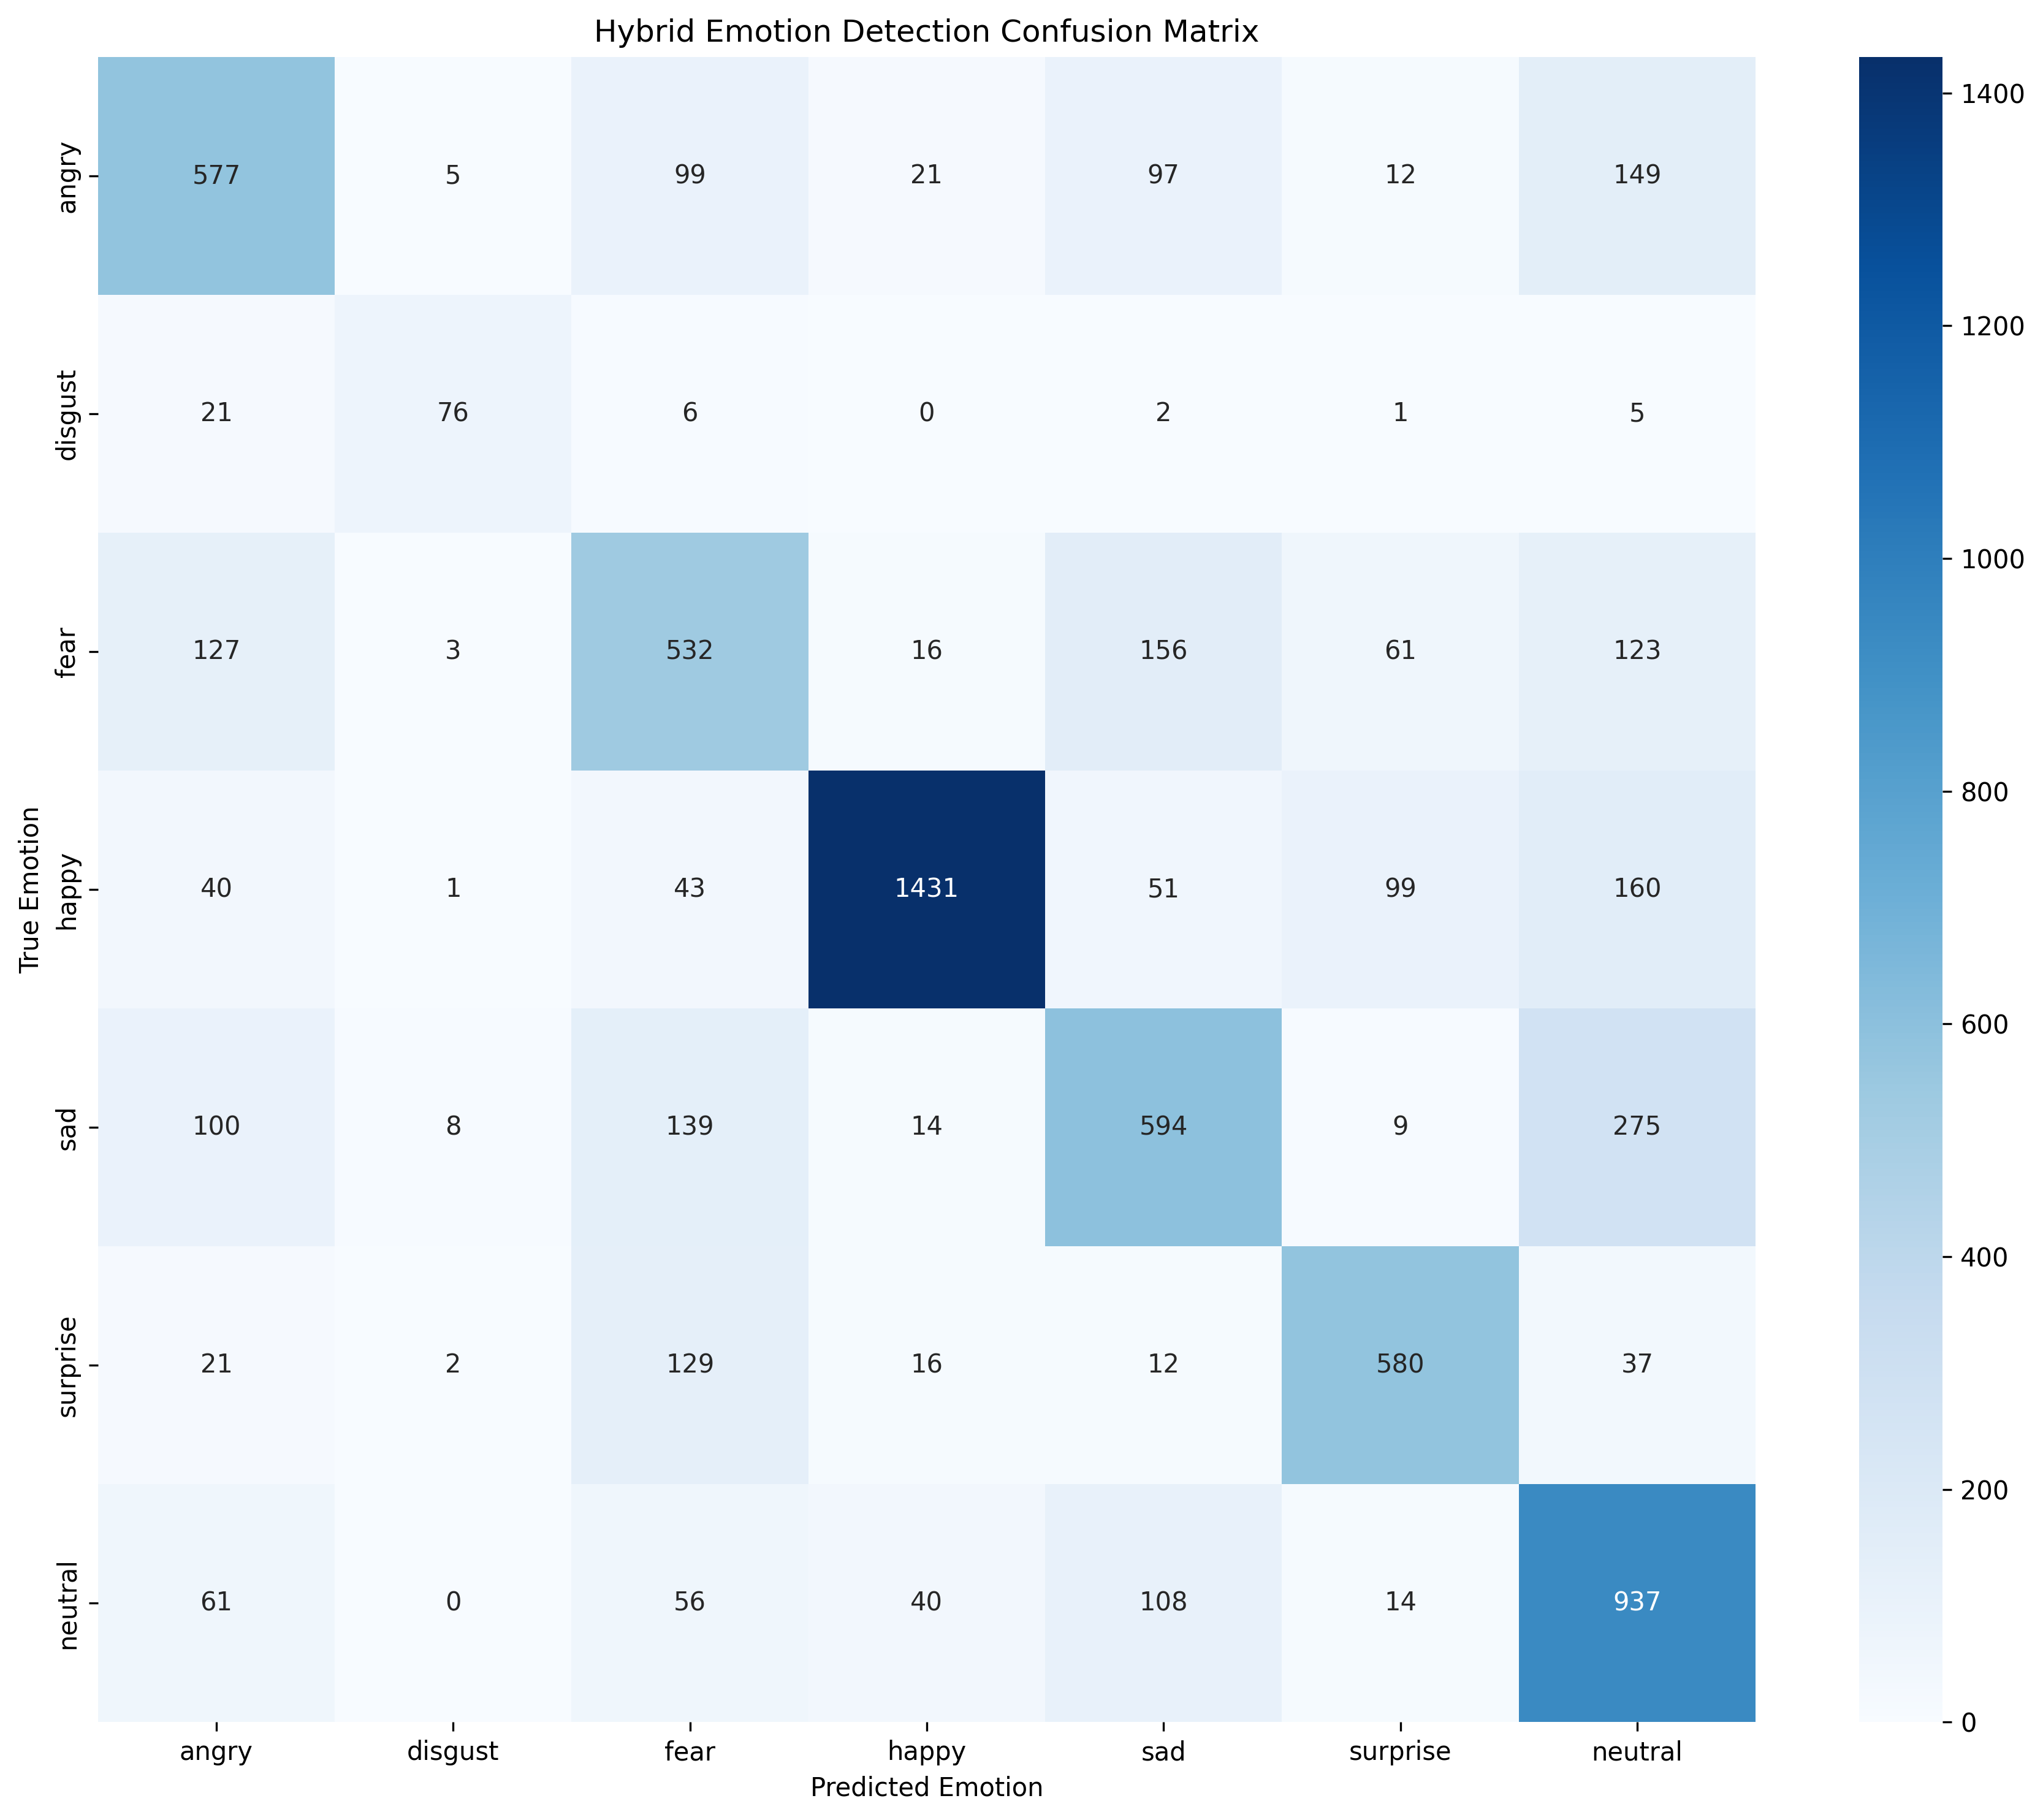 Hybrid Emotion Detection Confusion Matrix
angry 577 5 99 21 97 12 149
disgust 21 76 6 0 2 1 5
fear 127 3 532 16 156 61 123
happy 40 1 43 1431 51 99 160
sad 100 8 139 14 594 9 275
surprise 21 2 129 16 12 580 37
neutral 61 0 56 40 108 14 937
angry disgust fear happy sad surprise neutral
Predicted Emotion
True Emotion
1400
1200
1000
800
600
400
200
0